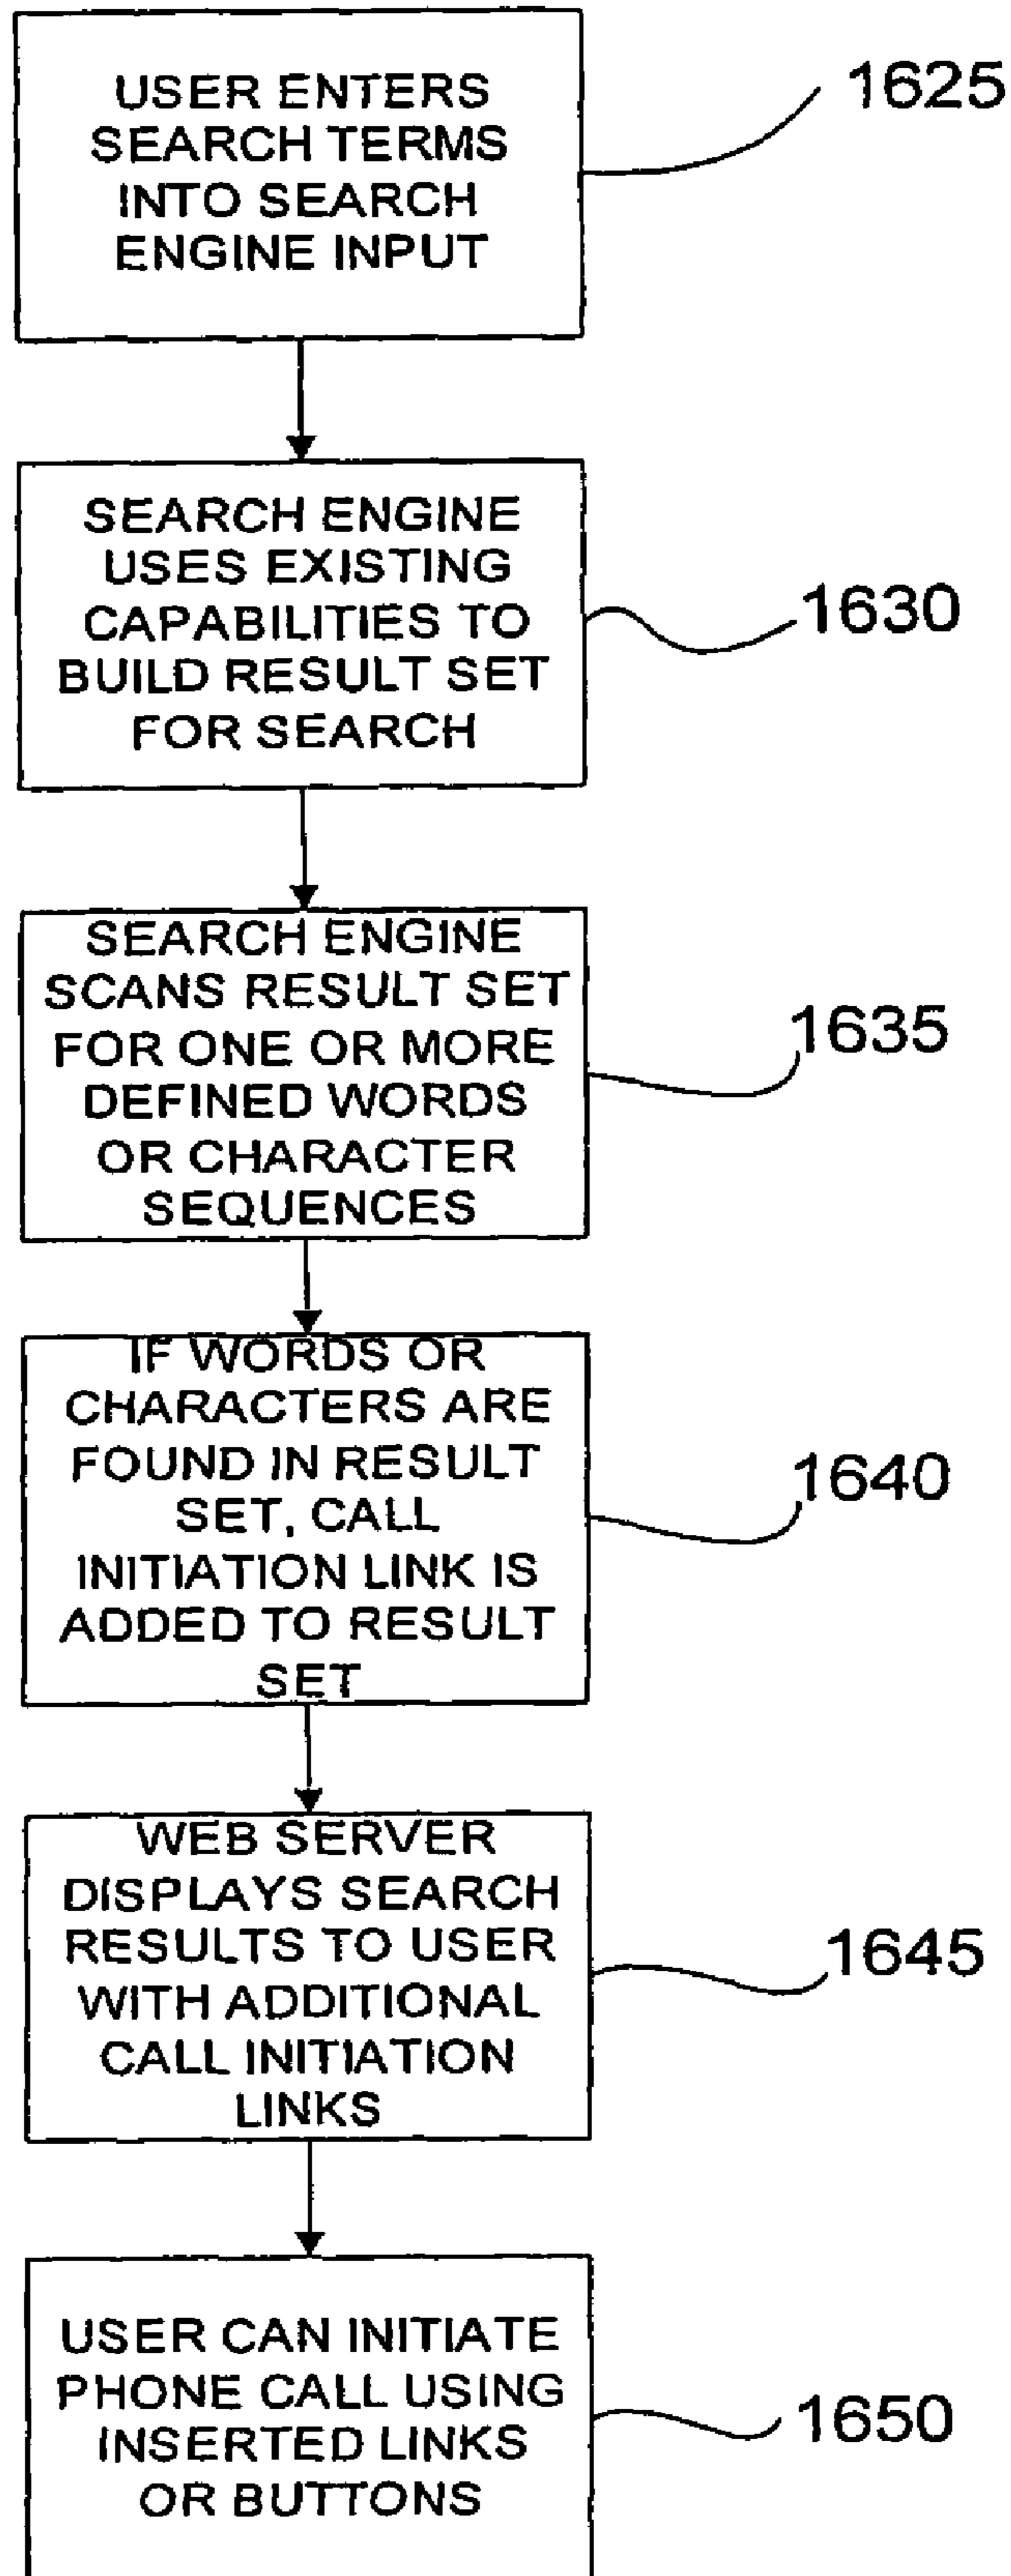 USER ENTERS
SEARCH TERMS
INTO SEARCH
ENGINE INPUT
1625
SEARCH ENGINE
USES EXISTING
CAPABILITIES TO
BUILD RESULT SET
FOR SEARCH
1630
SEARCH ENGINE
SCANS RESULT SET
FOR ONE OR MORE
DEFINED WORDS
OR CHARACTER
SEQUENCES
1635
IF WORDS OR
CHARACTERS ARE
FOUND IN RESULT
SET, CALL
INITIATION LINK IS
ADDED TO RESULT
SET
1640
WEB SERVER
DISPLAYS SEARCH
RESULTS TO USER
WITH ADDITIONAL
CALL INITIATION
LINKS
1645
USER CAN INITIATE
PHONE CALL USING
INSERTED LINKS
OR BUTTONS
1650